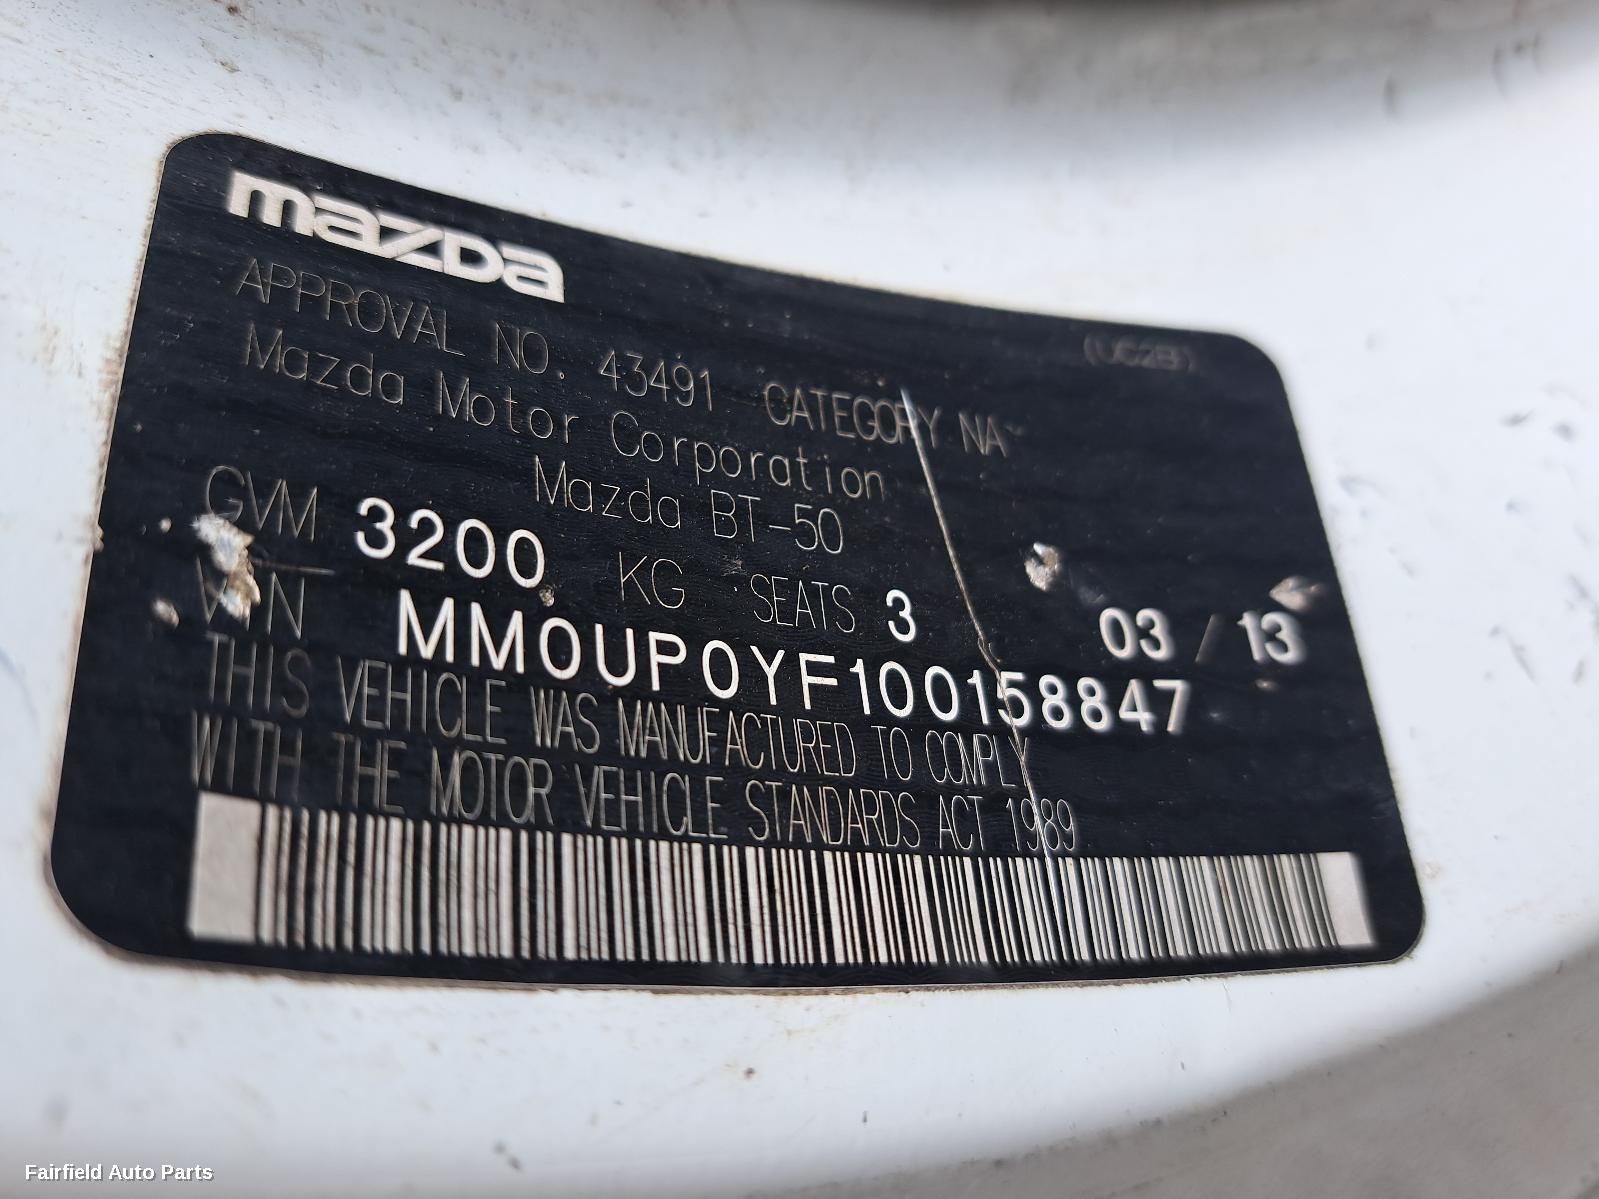 mazda
(UC2B)
APPROVAL NO. 43491 CATEGORY NA
Mazda Motor Corporation
Mazda BT-50
GVM 3200 KG SEATS 3 03 / 13
VIN MM0UP0YF100158847
THIS VEHICLE WAS MANUFACTURED TO COMPLY
WITH THE MOTOR VEHICLE STANDARDS ACT 1989
Fairfield Auto Parts